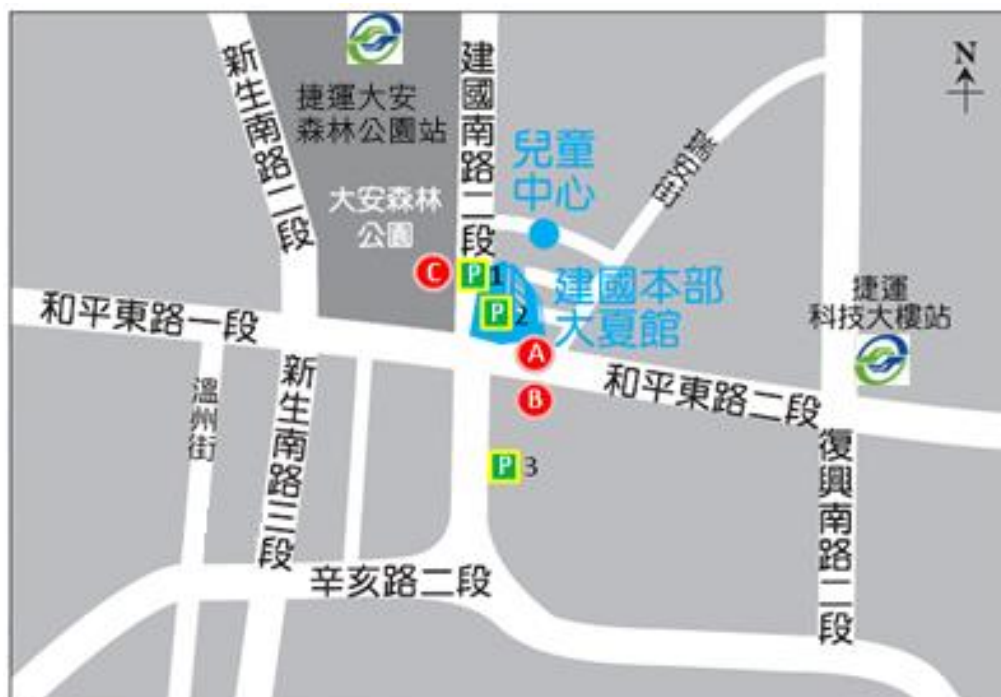 新生南路二段
捷運大安
森林公園站
大安森林
公園
建國南路二段
N
瑞安街
兒童
中心
C
P 1
P 2
建國本部
大夏館
捷運
科技大樓站
和平東路一段
A
B
和平東路二段
溫州街
新生南路三段
P 3
復興南路二段
辛亥路二段